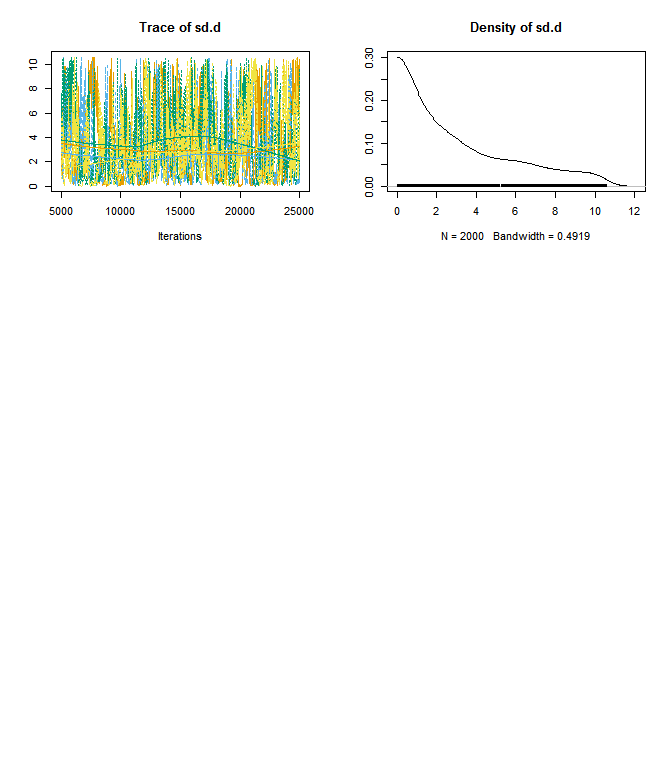 Trace of sd.d
10
8
6
4
2
0
5000 10000 15000 20000 25000
Iterations
Density of sd.d
0.30
0.20
0.10
0.00
0 2 4 6 8 10 12
N = 2000 Bandwidth = 0.4919